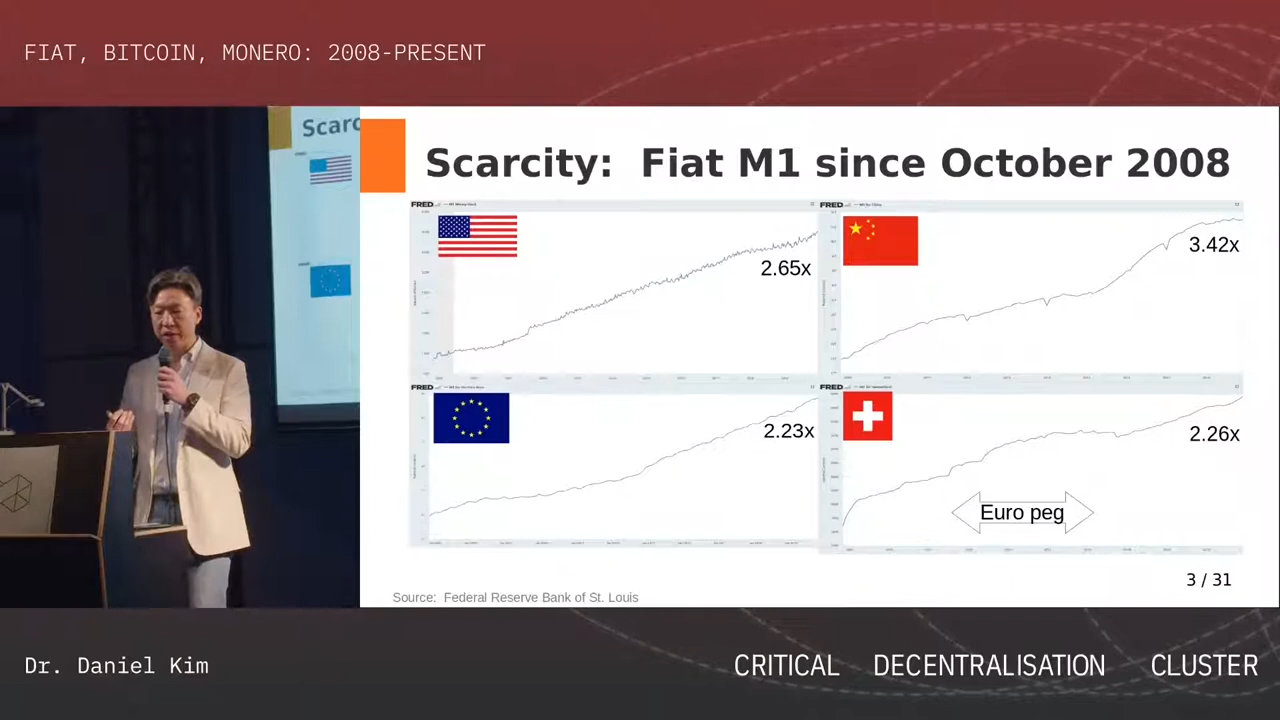 FIAT, BITCOIN, MONERO: 2008-PRESENT
Scarc
Scarcity: Fiat M1 since October 2008
FRED
FRED
2.65x
3.42x
FRED
FRED
2.23x
2.26x
Euro peg
3 / 31
Source: Federal Reserve Bank of St. Louis
Dr. Daniel Kim
CRITICAL DECENTRALISATION CLUSTER